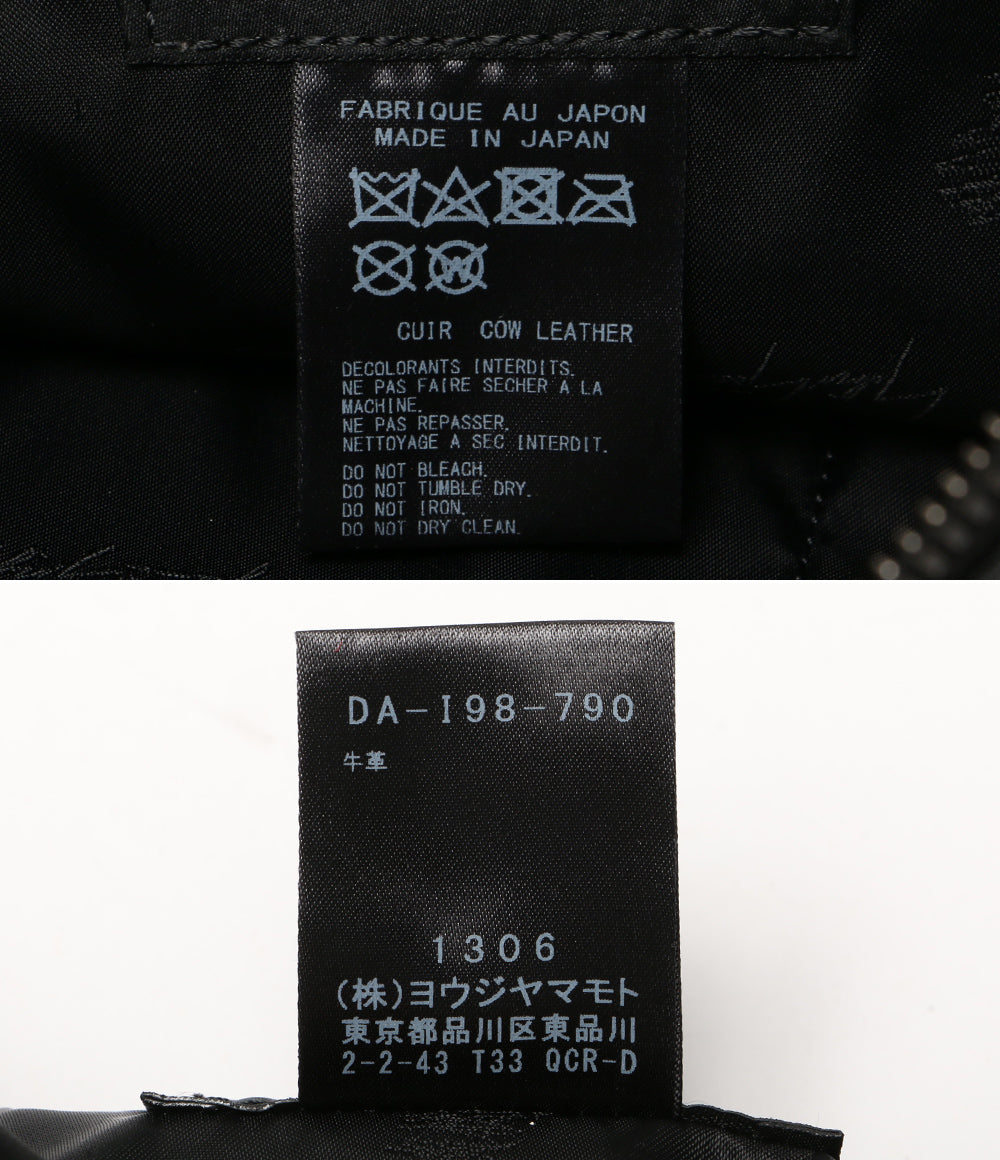 FABRIQUE AU JAPON
MADE IN JAPAN
W
CUIR COW LEATHER
DECOLORANTS INTERDITS.
NE PAS FAIRE SECHER A LA
MACHINE.
NE PAS REPASSER.
NETTOYAGE A SEC INTERDIT.
DO NOT BLEACH.
DO NOT TUMBLE DRY.
DO NOT IRON.
DO NOT DRY CLEAN.
DA-I98-790
牛革
1306
(株)ヨウジヤマモト
東京都品川区東品川
2-2-43 T33 QCR-D